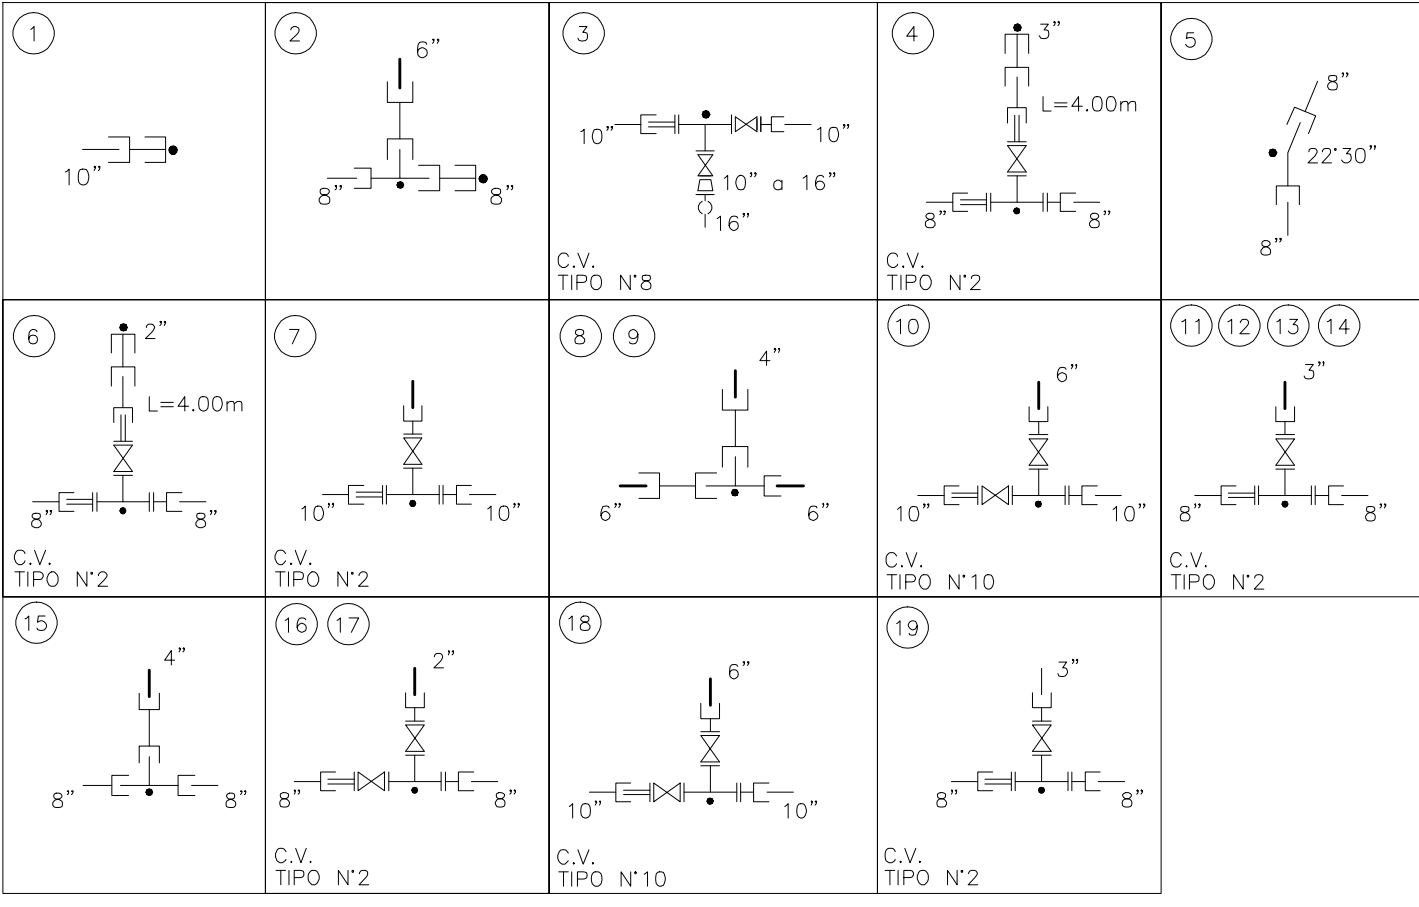 1
10"
2
6"
8"
8"
3
10"
10"
10" a 16"
16"
C.V.
TIPO N°8
4
3"
L=4.00m
8"
8"
C.V.
TIPO N°2
5
8"
22°30"
8"
6
2"
L=4.00m
8"
8"
C.V.
TIPO N°2
7
10"
10"
C.V.
TIPO N°2
8 9
4"
6"
6"
10
6"
10"
10"
C.V.
TIPO N°10
11 12 13 14
3"
8"
8"
C.V.
TIPO N°2
15
4"
8"
8"
16 17
2"
8"
8"
C.V.
TIPO N°2
18
6"
10"
10"
C.V.
TIPO N°10
19
3"
8"
8"
C.V.
TIPO N°2